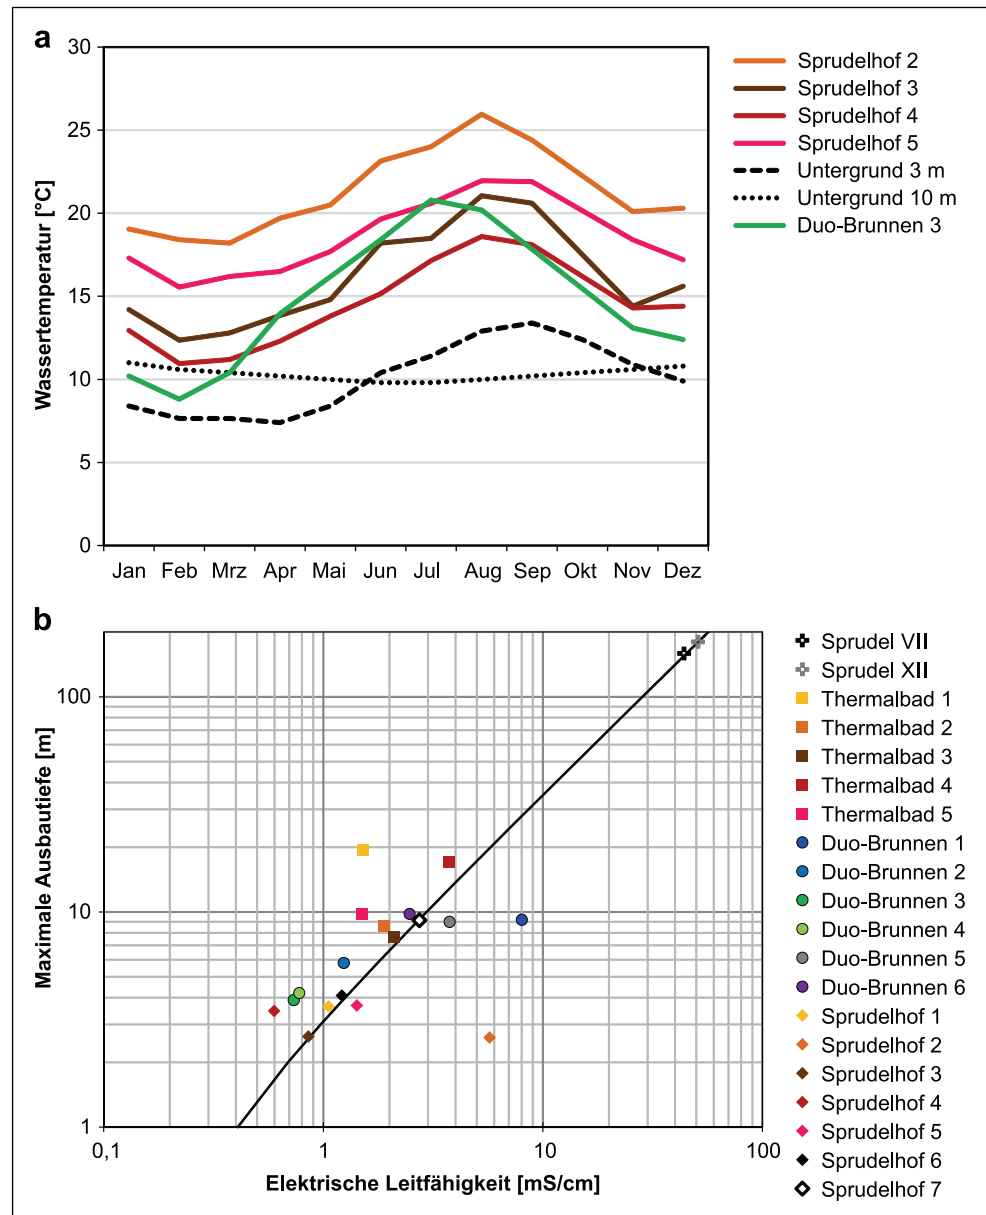 a
30
25
20
15
10
5
0
Wassertemperatur [°C]
Jan Feb Mrz Apr Mai Jun Jul Aug Sep Okt Nov Dez
Sprudelhof 2
Sprudelhof 3
Sprudelhof 4
Sprudelhof 5
Untergrund 3 m
Untergrund 10 m
Duo-Brunnen 3
b
100
10
1
Maximale Ausbautiefe [m]
0,1 1 10 100
Elektrische Leitfähigkeit [mS/cm]
Sprudel VII
Sprudel XII
Thermalbad 1
Thermalbad 2
Thermalbad 3
Thermalbad 4
Thermalbad 5
Duo-Brunnen 1
Duo-Brunnen 2
Duo-Brunnen 3
Duo-Brunnen 4
Duo-Brunnen 5
Duo-Brunnen 6
Sprudelhof 1
Sprudelhof 2
Sprudelhof 3
Sprudelhof 4
Sprudelhof 5
Sprudelhof 6
Sprudelhof 7